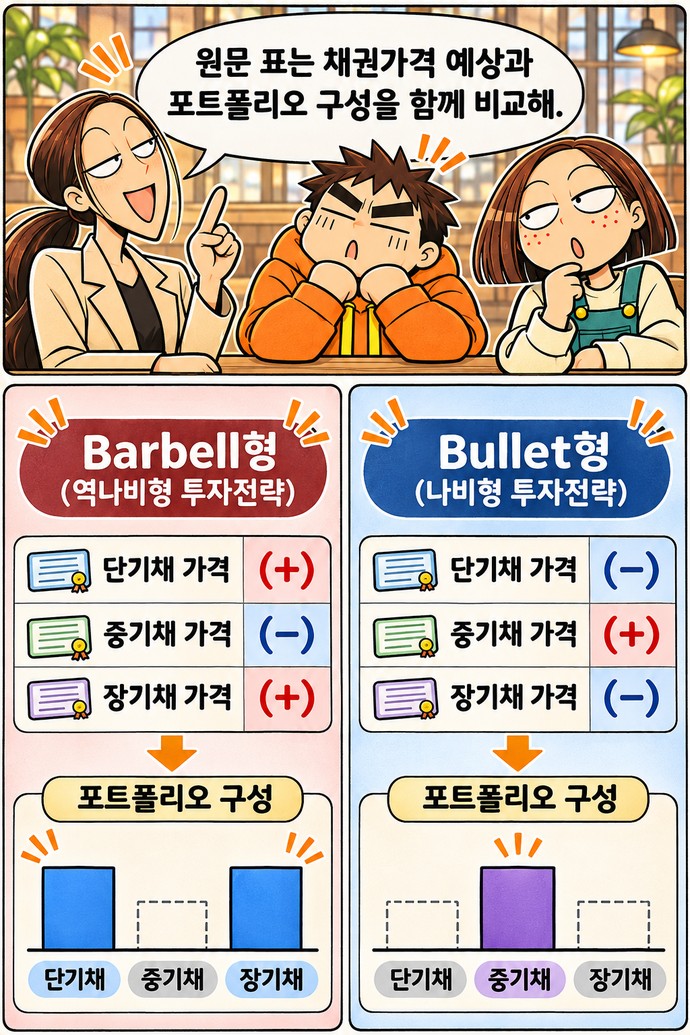 원문 표는 채권가격 예상과
포트폴리오 구성을 함께 비교해.
Barbell형
(역나비형 투자전략)
단기채 가격 (+)
중기채 가격 (−)
장기채 가격 (+)
포트폴리오 구성
단기채 중기채 장기채
Bullet형
(나비형 투자전략)
단기채 가격 (−)
중기채 가격 (+)
장기채 가격 (−)
포트폴리오 구성
단기채 중기채 장기채